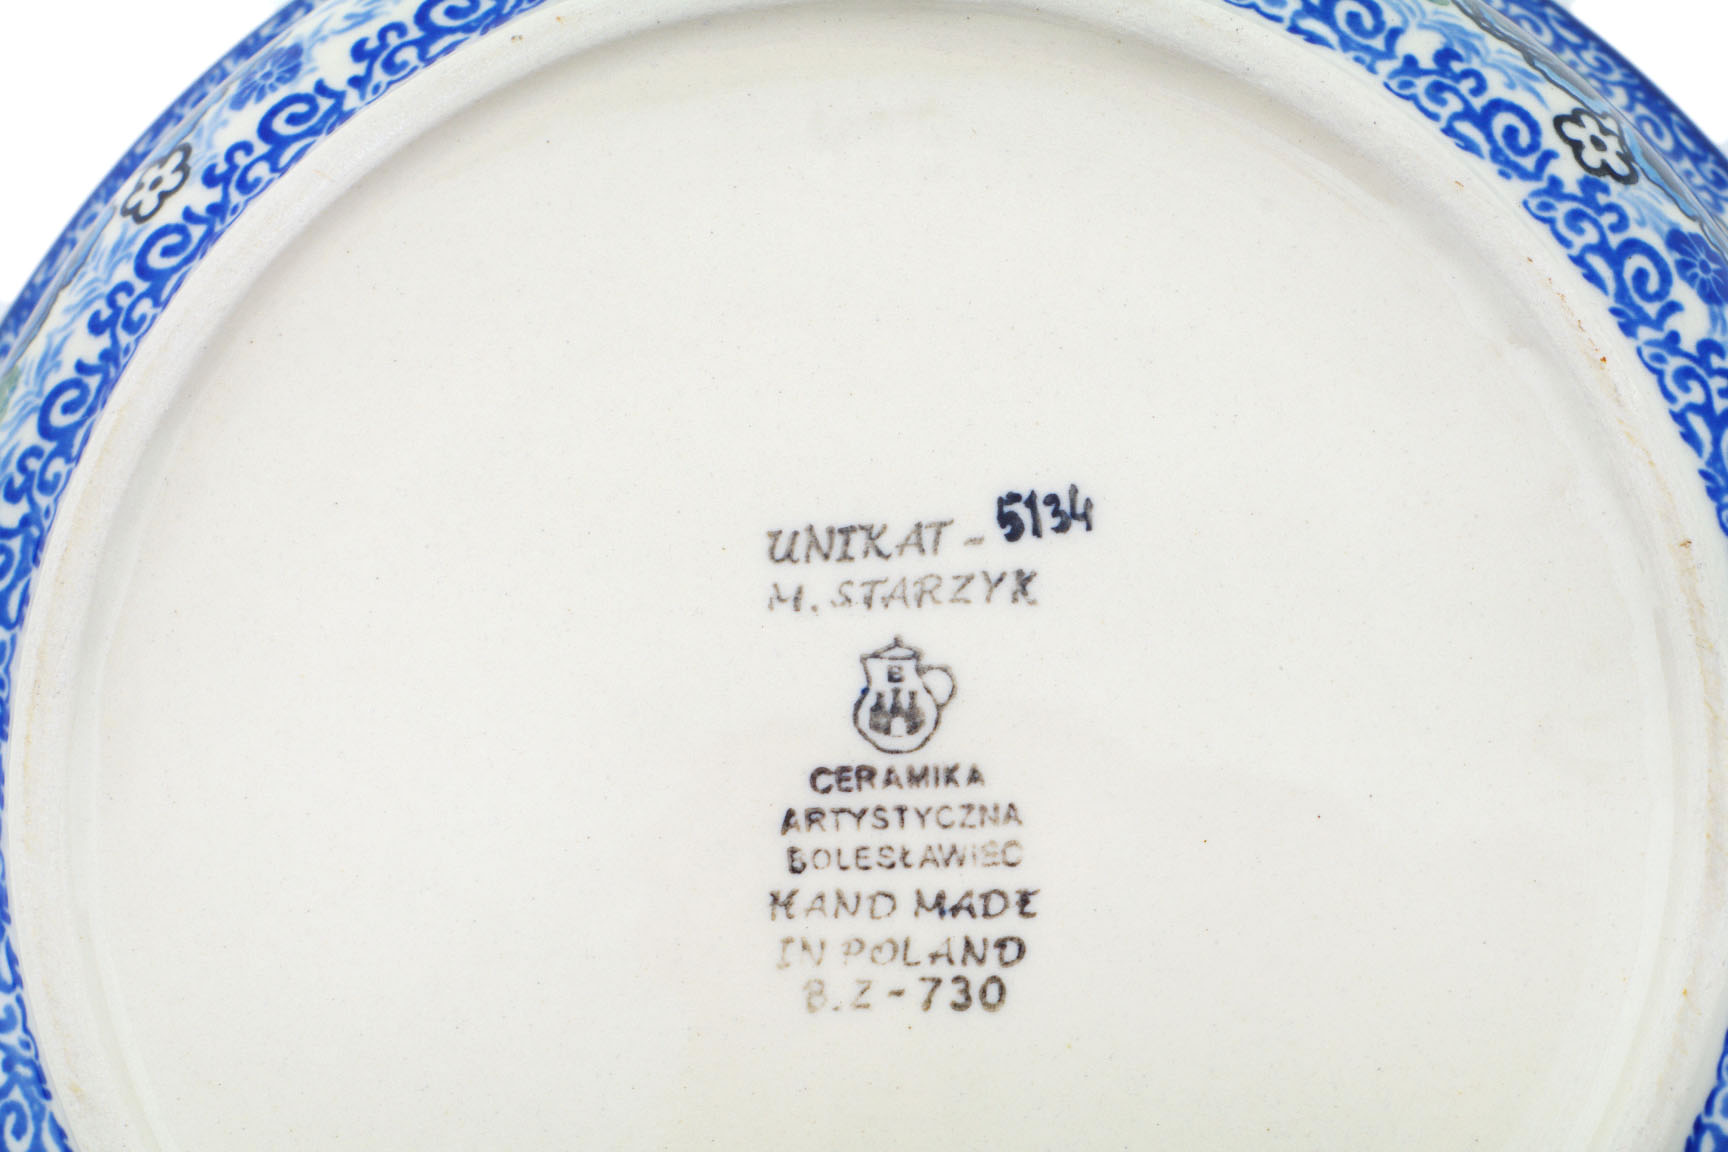 UNIKAT - 5134
M. STARZYK
B
CERAMIKA
ARTYSTYCZNA
BOLESŁAWIEC
HAND MADE
IN POLAND
B.Z-730